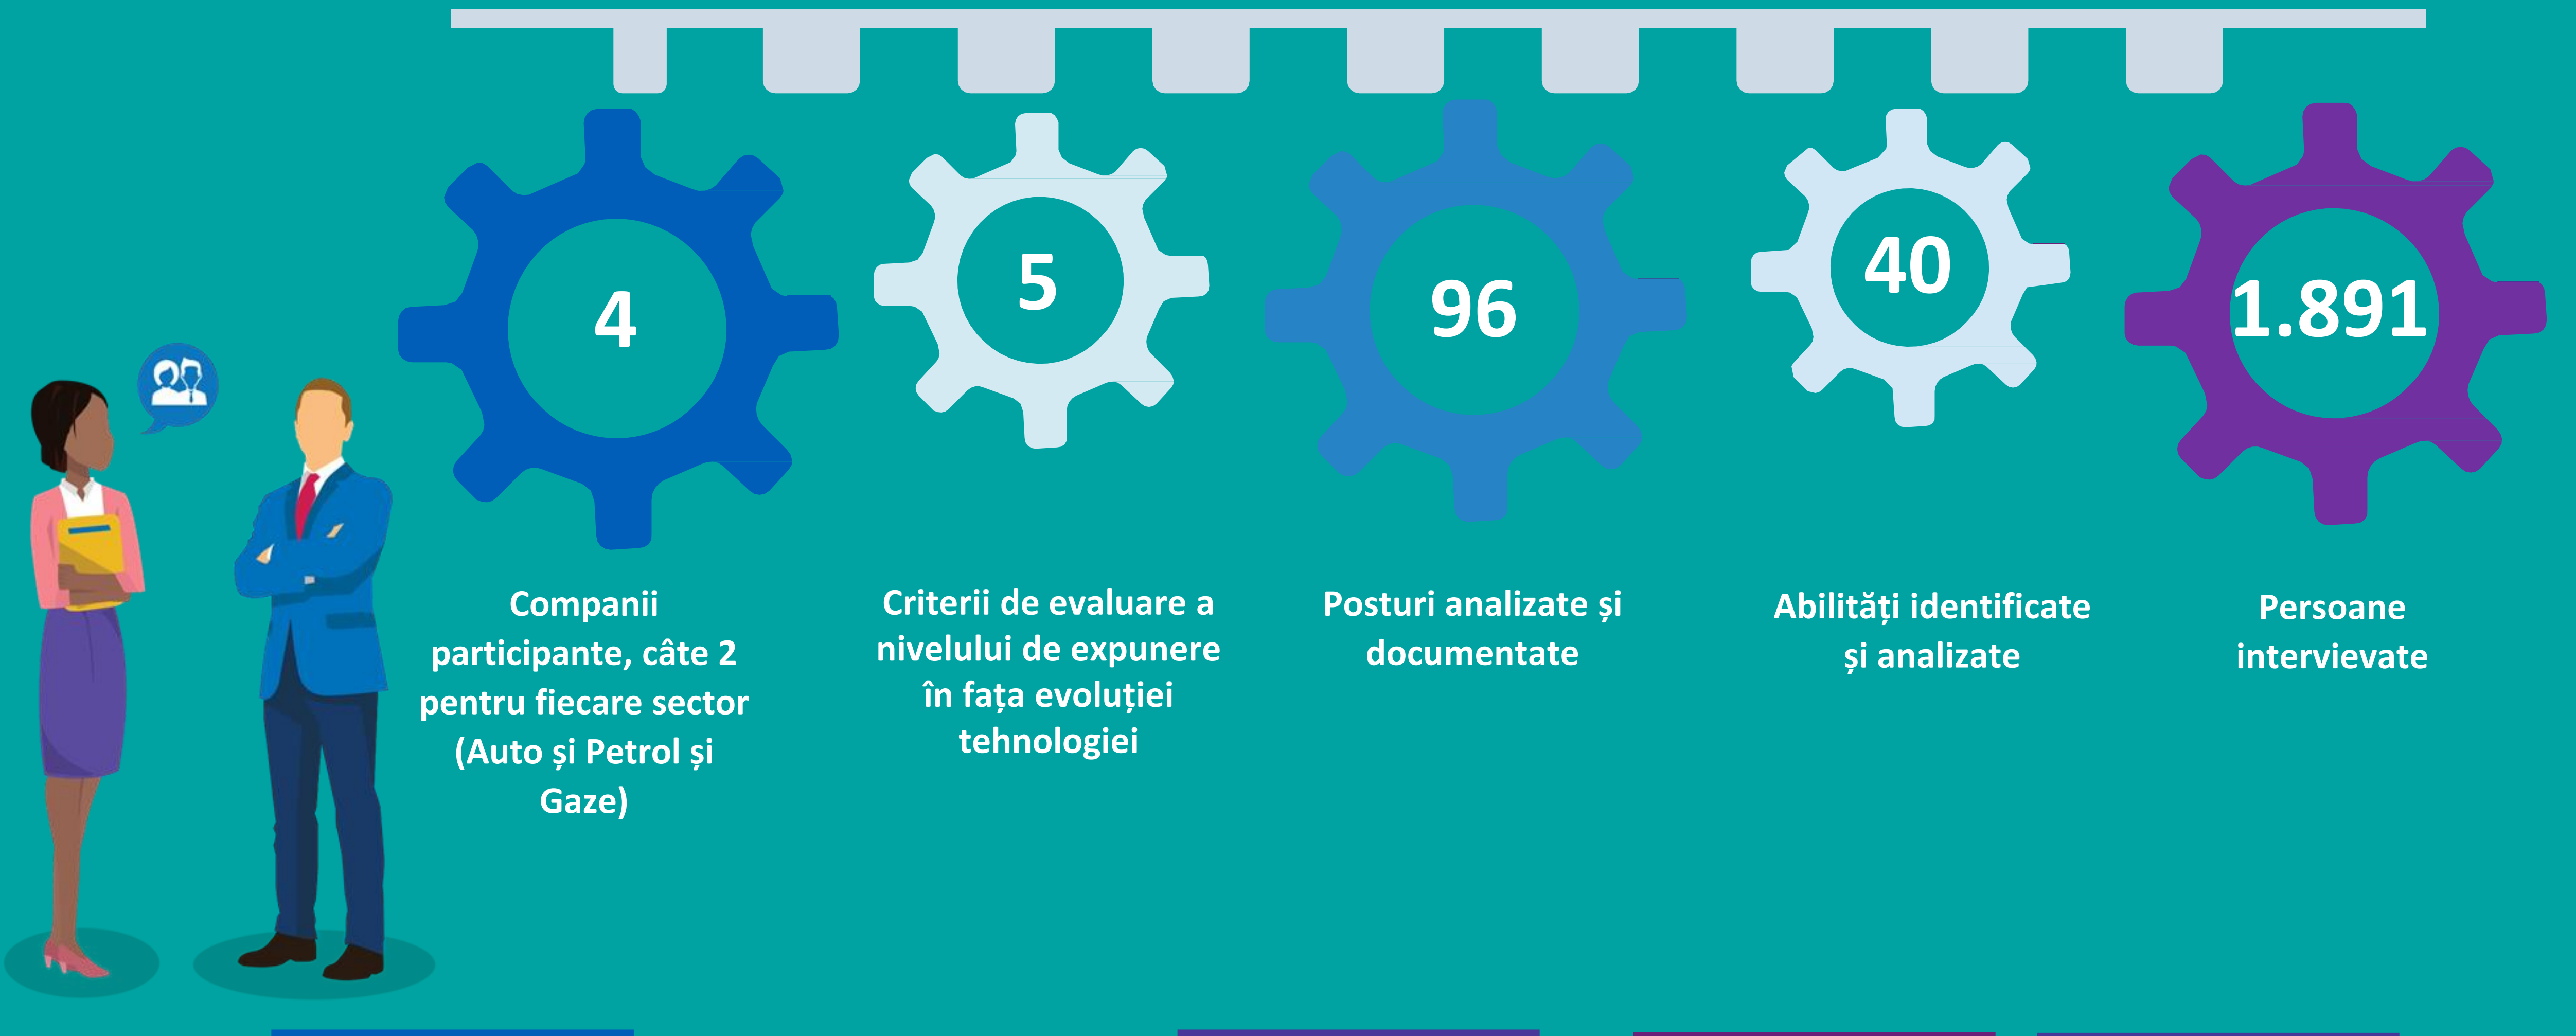 4
Companii
participante, câte 2
pentru fiecare sector
(Auto și Petrol și
Gaze)
5
Criterii de evaluare a
nivelului de expunere
în fața evoluției
tehnologiei
96
Posturi analizate și
documentate
40
Abilități identificate
și analizate
1.891
Persoane
intervievate